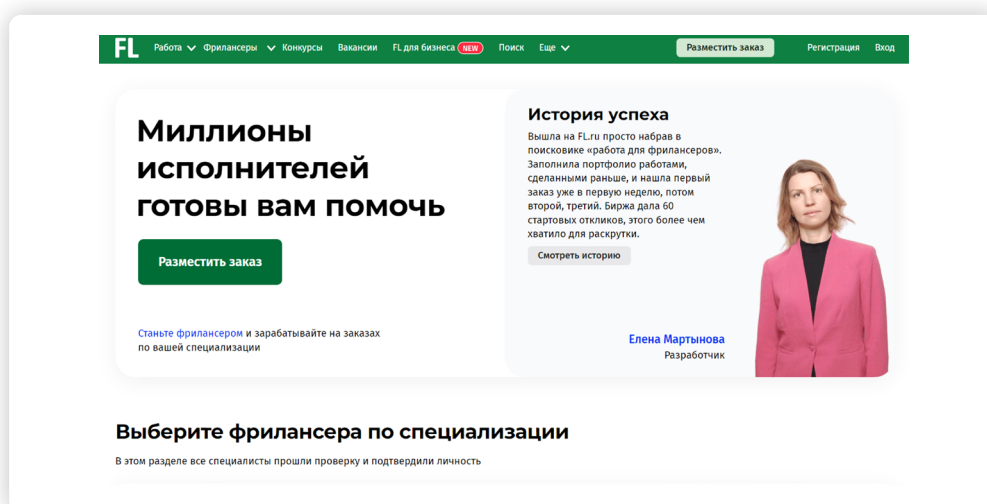 FL Работа Фрилансеры Конкурсы Вакансии FL для бизнеса NEW Поиск Еще Разместить заказ Регистрация Вход
Миллионы
исполнителей
готовы вам помочь
Разместить заказ
Станьте фрилансером и зарабатывайте на заказах
по вашей специализации
История успеха
Вышла на FL.ru просто набрав в
поисковике «работа для фрилансеров».
Заполнила портфолио работами,
сделанными раньше, и нашла первый
заказ уже в первую неделю, потом
второй, третий. Биржа дала 60
стартовых откликов, этого более чем
хватило для раскрутки.
Смотреть историю
Елена Мартынова
Разработчик
Выберите фрилансера по специализации
В этом разделе все специалисты прошли проверку и подтвердили личность